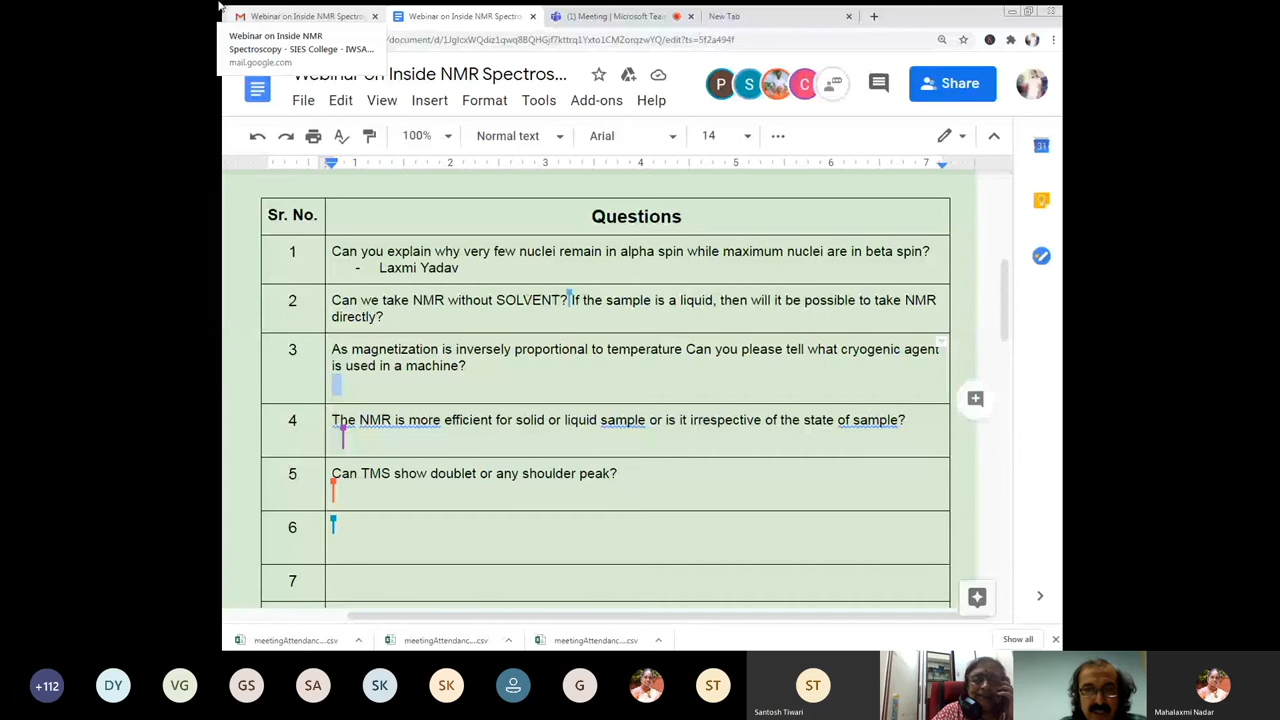 Webinar on Inside NMR Spectro
Webinar on Inside NMR Spectro
(1) Meeting | Microsoft Tea
New Tab
Webinar on Inside NMR
Spectroscopy - SIES College - IWSA...
mail.google.com
Webinar on Inside NMR Spectros...
Share
File Edit View Insert Format Tools Add-ons Help
P S C
100% Normal text Arial 14
1 2 3 4 5 6 7
31
Sr. No. Questions
1 Can you explain why very few nuclei remain in alpha spin while maximum nuclei are in beta spin?
- Laxmi Yadav
2 Can we take NMR without SOLVENT? If the sample is a liquid, then will it be possible to take NMR
directly?
3 As magnetization is inversely proportional to temperature Can you please tell what cryogenic agent
is used in a machine?
4 The NMR is more efficient for solid or liquid sample or is it irrespective of the state of sample?
5 Can TMS show doublet or any shoulder peak?
6
7
meetingAttendanc....csv meetingAttendanc....csv meetingAttendanc....csv Show all
+112 DY VG GS SA SK SK G ST ST
Santosh Tiwari
Mahalaxmi Nadar